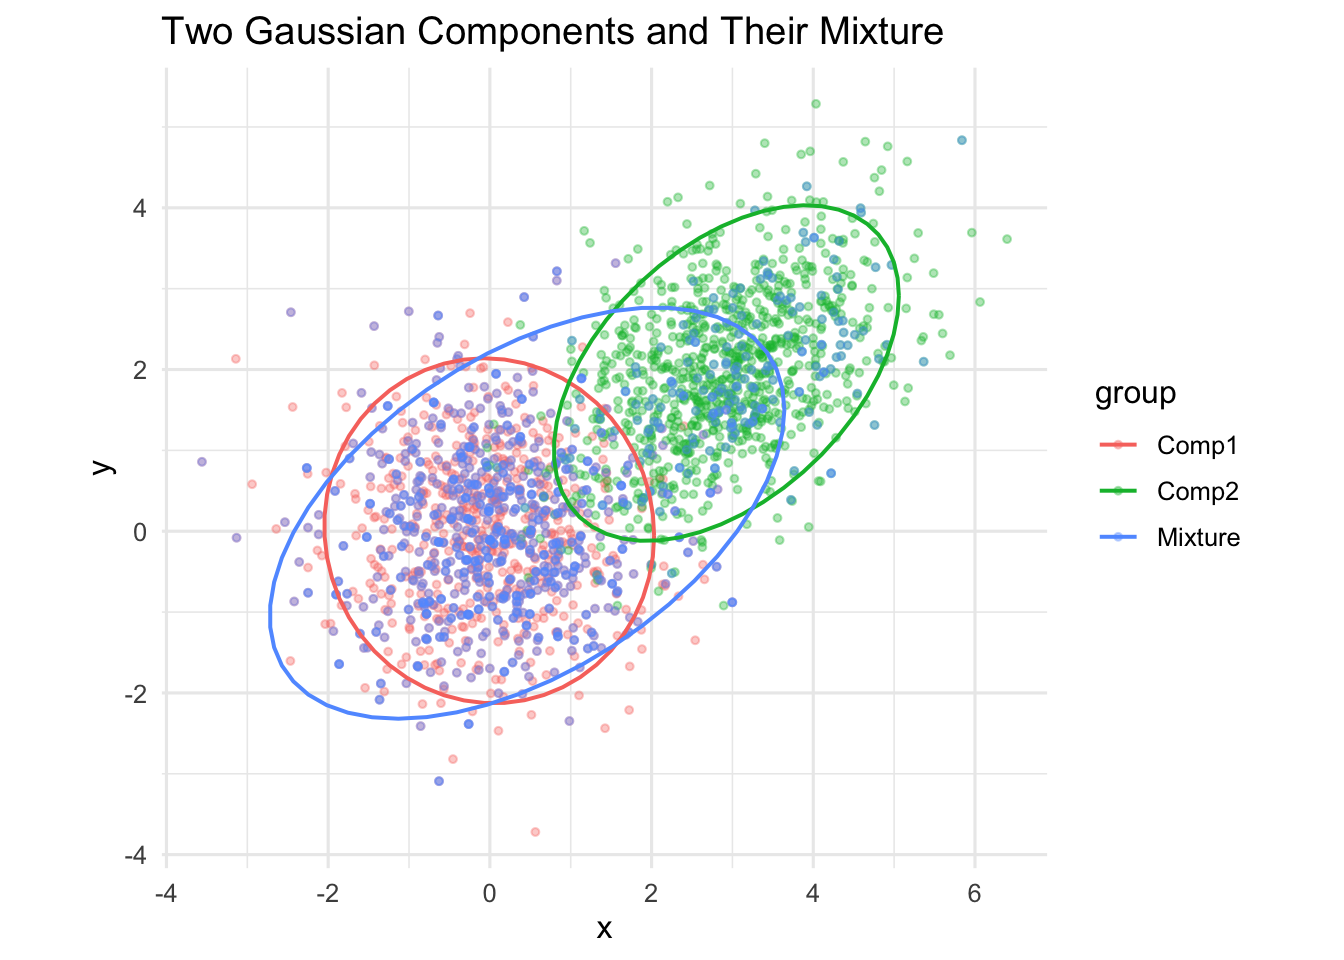 Two Gaussian Components and Their Mixture
4
2
0
-2
-4
y
-4 -2 0 2 4 6
x
group
Comp1
Comp2
Mixture